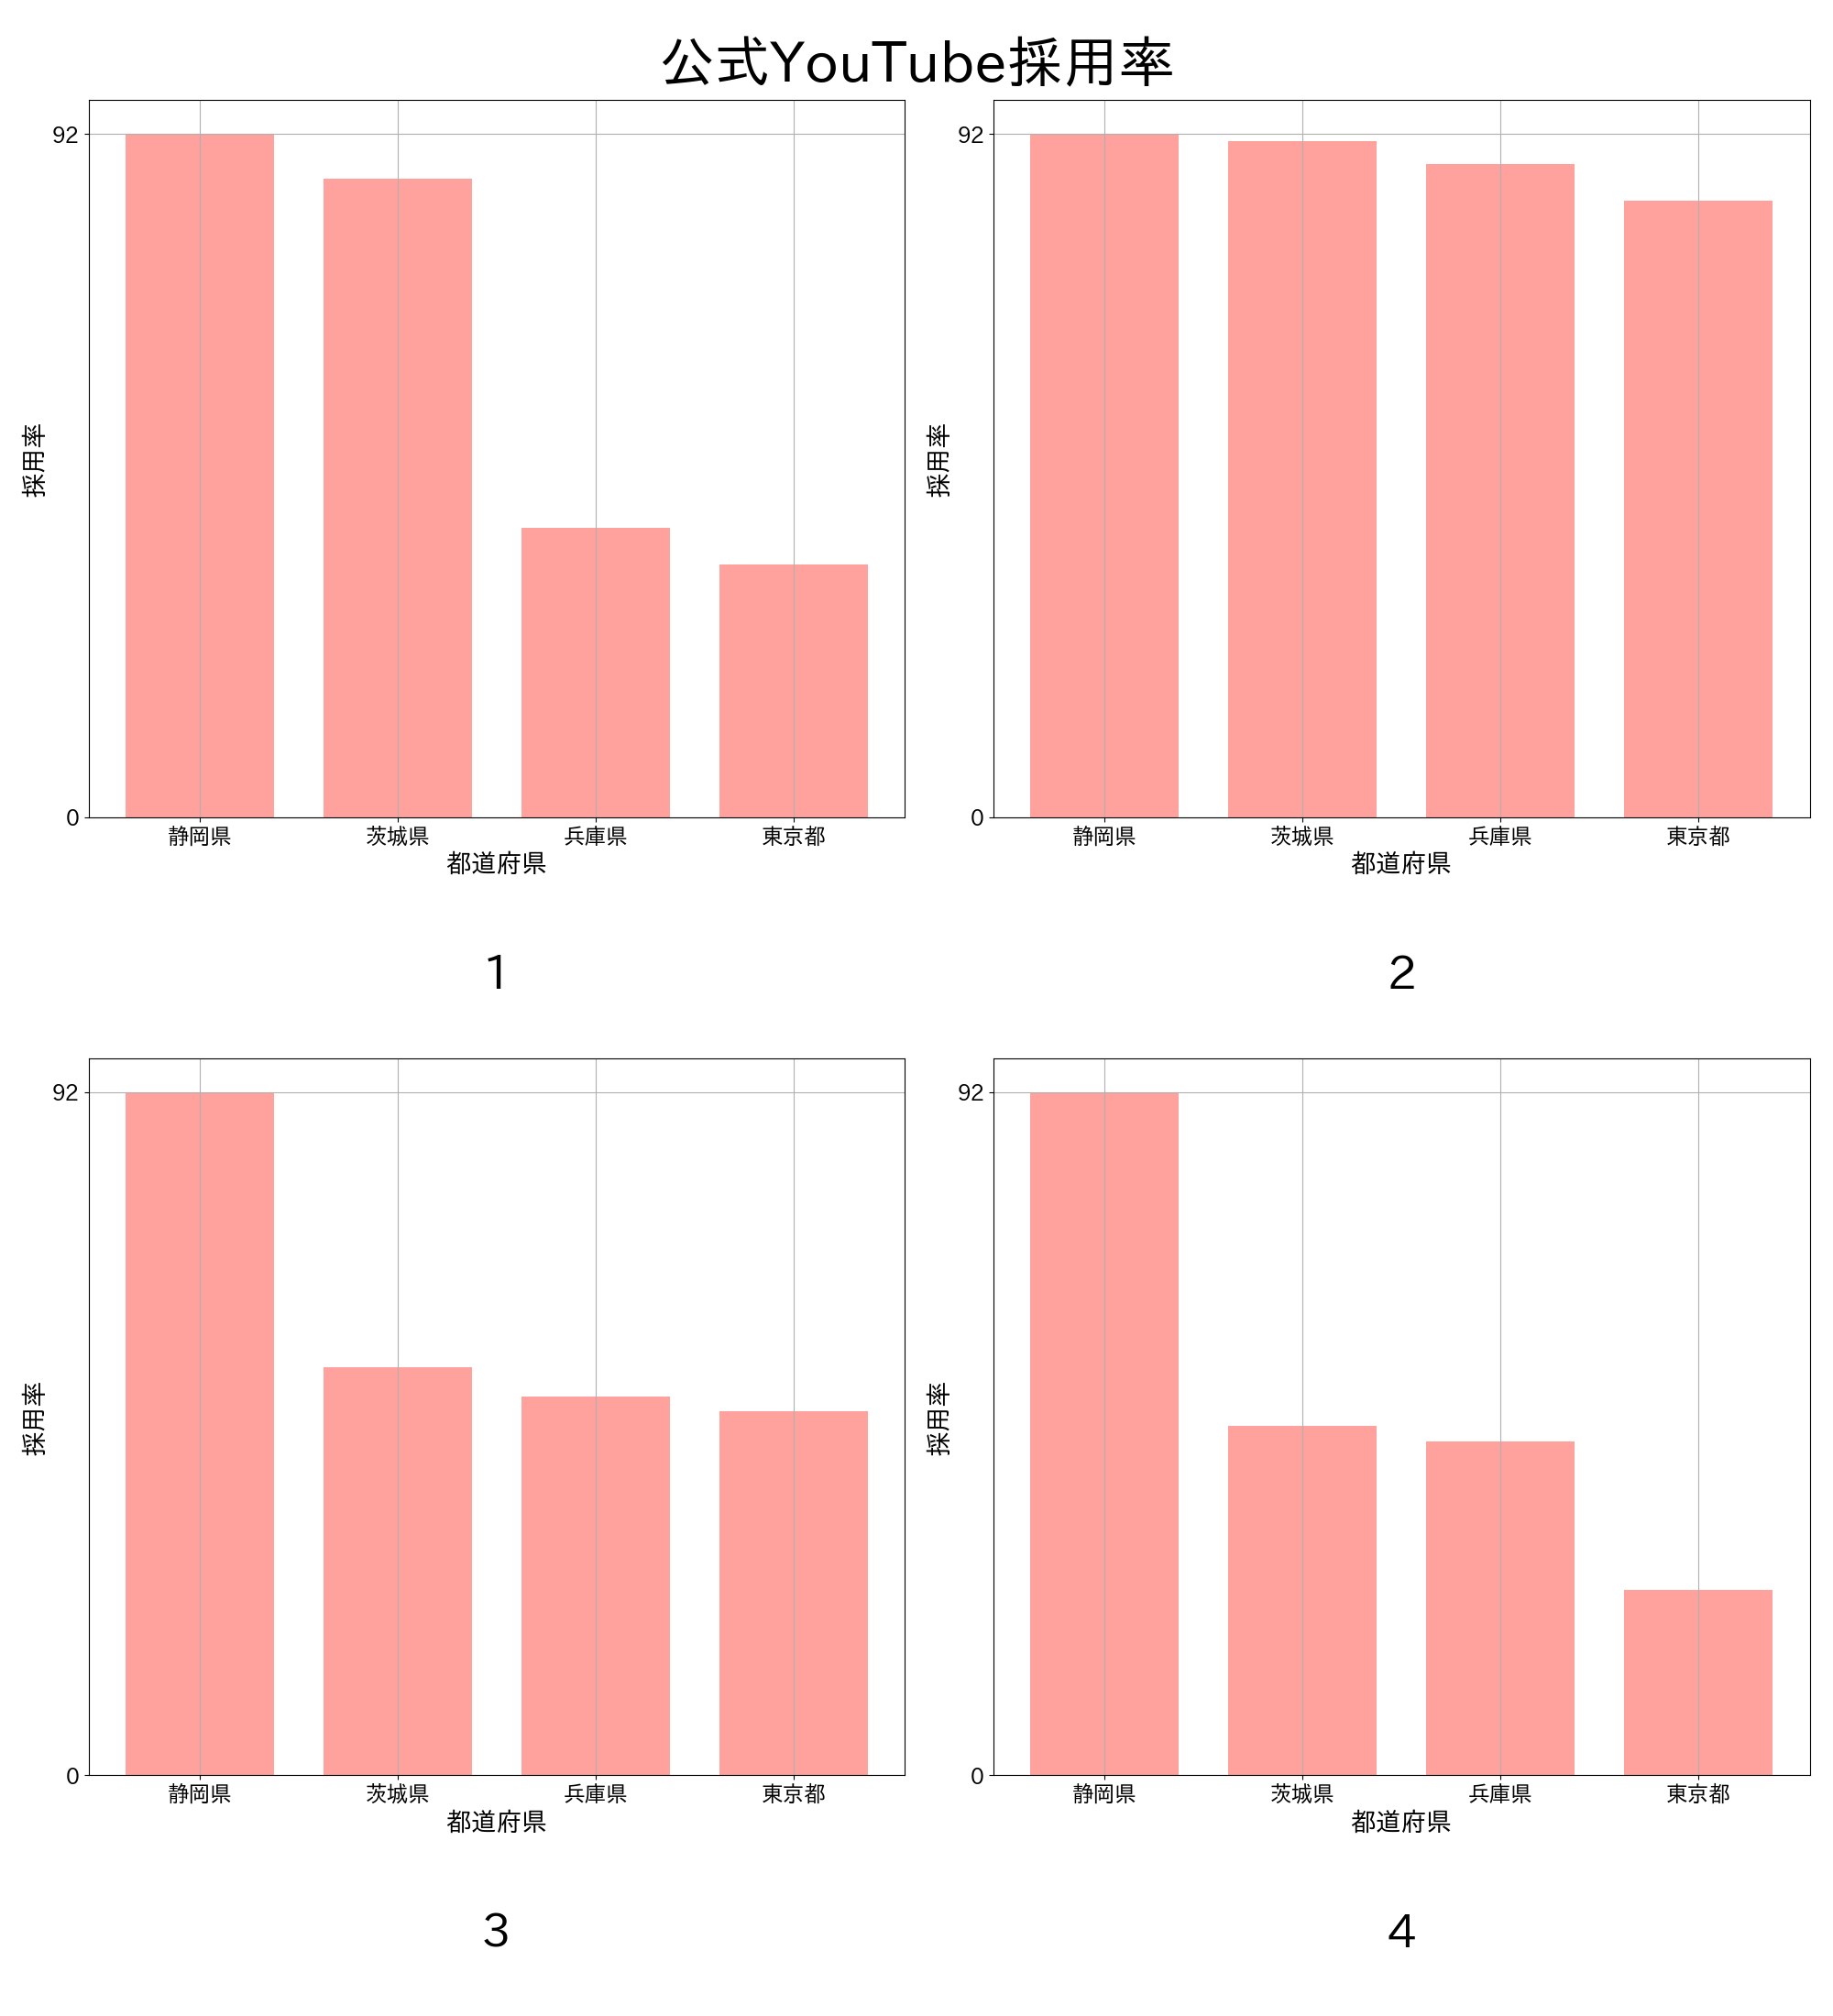 公式YouTube採用率
92
採用率
0
静岡県 茨城県 兵庫県 東京都
都道府県
1
92
採用率
0
静岡県 茨城県 兵庫県 東京都
都道府県
2
92
採用率
0
静岡県 茨城県 兵庫県 東京都
都道府県
3
92
採用率
0
静岡県 茨城県 兵庫県 東京都
都道府県
4